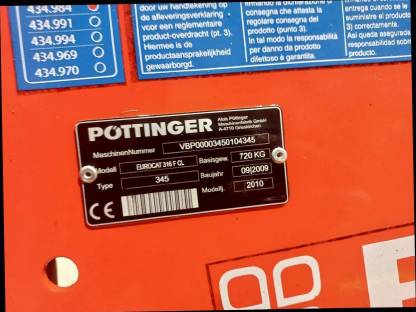 434.984
434.991
434.994
434.969
434.970
door uw handtekening op
de afleveringsverklaring
voor een reglementaire
product-overdracht (pt. 3).
Hiermee is de
productaansprakelijkheid
gewaarborgd.
consegna che attesta la
regolare consegna del
prodotto (punto 3).
In tal modo la responsabilità
per danno da prodotto
difettoso è garantita.
entrega cuando se le
suministre el producto
3) correctamente.
Así queda asegurada
responsabilidad sobre
producto.
PÖTTINGER
Alois Pöttinger
Maschinenfabrik GmbH
A-4710 Grieskirchen
MaschinenNummer VBP00003450104345
Modell EUROCAT 316 F CL Basisgew. 720 KG
Type 345 Baujahr 09|2009
Modellj. 2010
CE